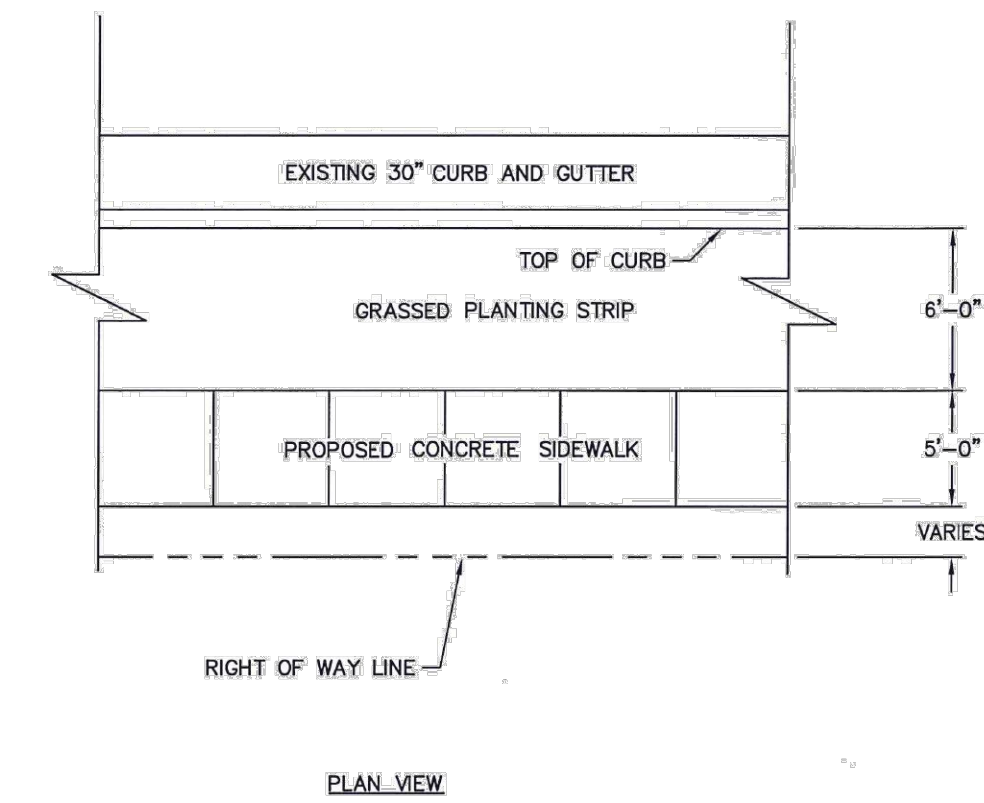 EXISTING 30" CURB AND GUTTER
TOP OF CURB
GRASSED PLANTING STRIP
6'-0"
PROPOSED CONCRETE SIDEWALK
5'-0"
VARIES
RIGHT OF WAY LINE
PLAN VIEW